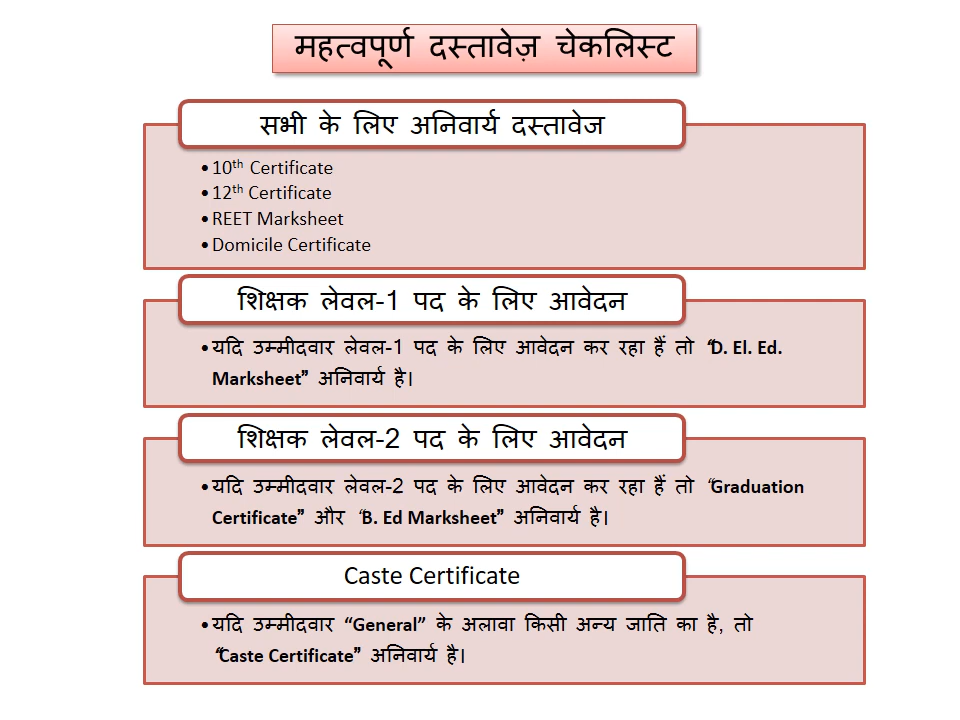 महत्वपूर्ण दस्तावेज़ चेकलिस्ट
सभी के लिए अनिवार्य दस्तावेज
•10th Certificate
•12th Certificate
•REET Marksheet
•Domicile Certificate
शिक्षक लेवल-1 पद के लिए आवेदन
•यदि उम्मीदवार लेवल-1 पद के लिए आवेदन कर रहा हैं तो “D. El. Ed.
Marksheet” अनिवार्य है।
शिक्षक लेवल-2 पद के लिए आवेदन
•यदि उम्मीदवार लेवल-2 पद के लिए आवेदन कर रहा हैं तो “Graduation
Certificate” और “B. Ed Marksheet” अनिवार्य है।
Caste Certificate
•यदि उम्मीदवार “General” के अलावा किसी अन्य जाति का है, तो
“Caste Certificate” अनिवार्य है।